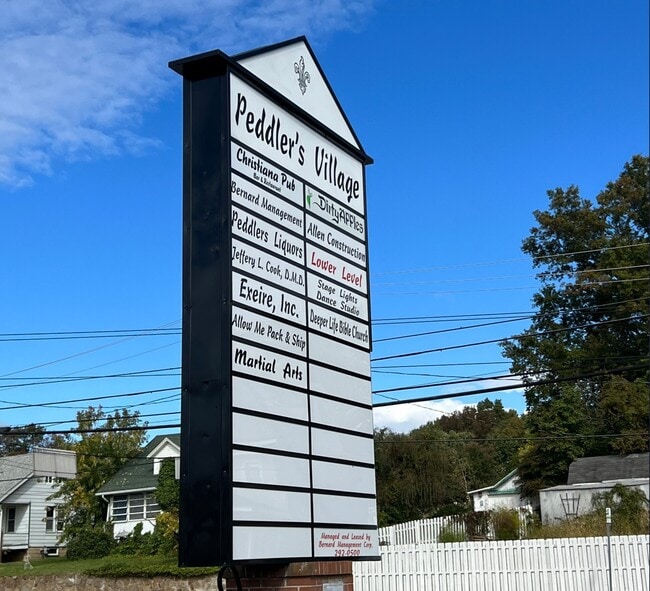 Peddler's Village
Christiana Pub
Bar & Restaurant
DirtyApples
Bernard Management
Allen Construction
Peddlers Liquors
Lower Level
Jeffery L. Cook, D.M.D.
Stage Lights
Dance Studio
Exeire, Inc.
Deeper Life Bible Church
Allow Me Pack & Ship
Martial Arts
Managed and Leased by
Bernard Management Corp.
292-0500